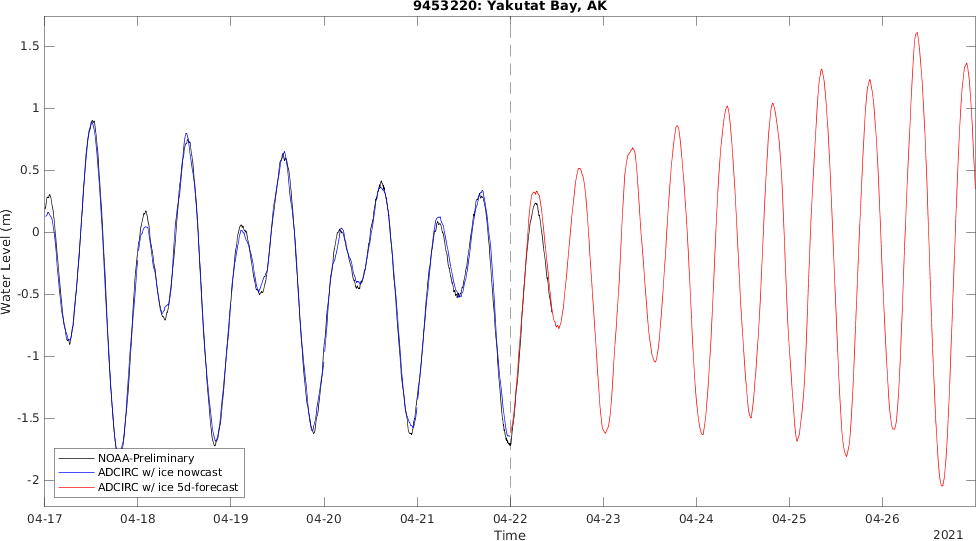 9453220: Yakutat Bay, AK
Water Level (m)
1.5
1
0.5
0
-0.5
-1
-1.5
-2
NOAA-Preliminary
ADCIRC w/ ice nowcast
ADCIRC w/ ice 5d-forecast
04-17 04-18 04-19 04-20 04-21 04-22 04-23 04-24 04-25 04-26
Time
2021